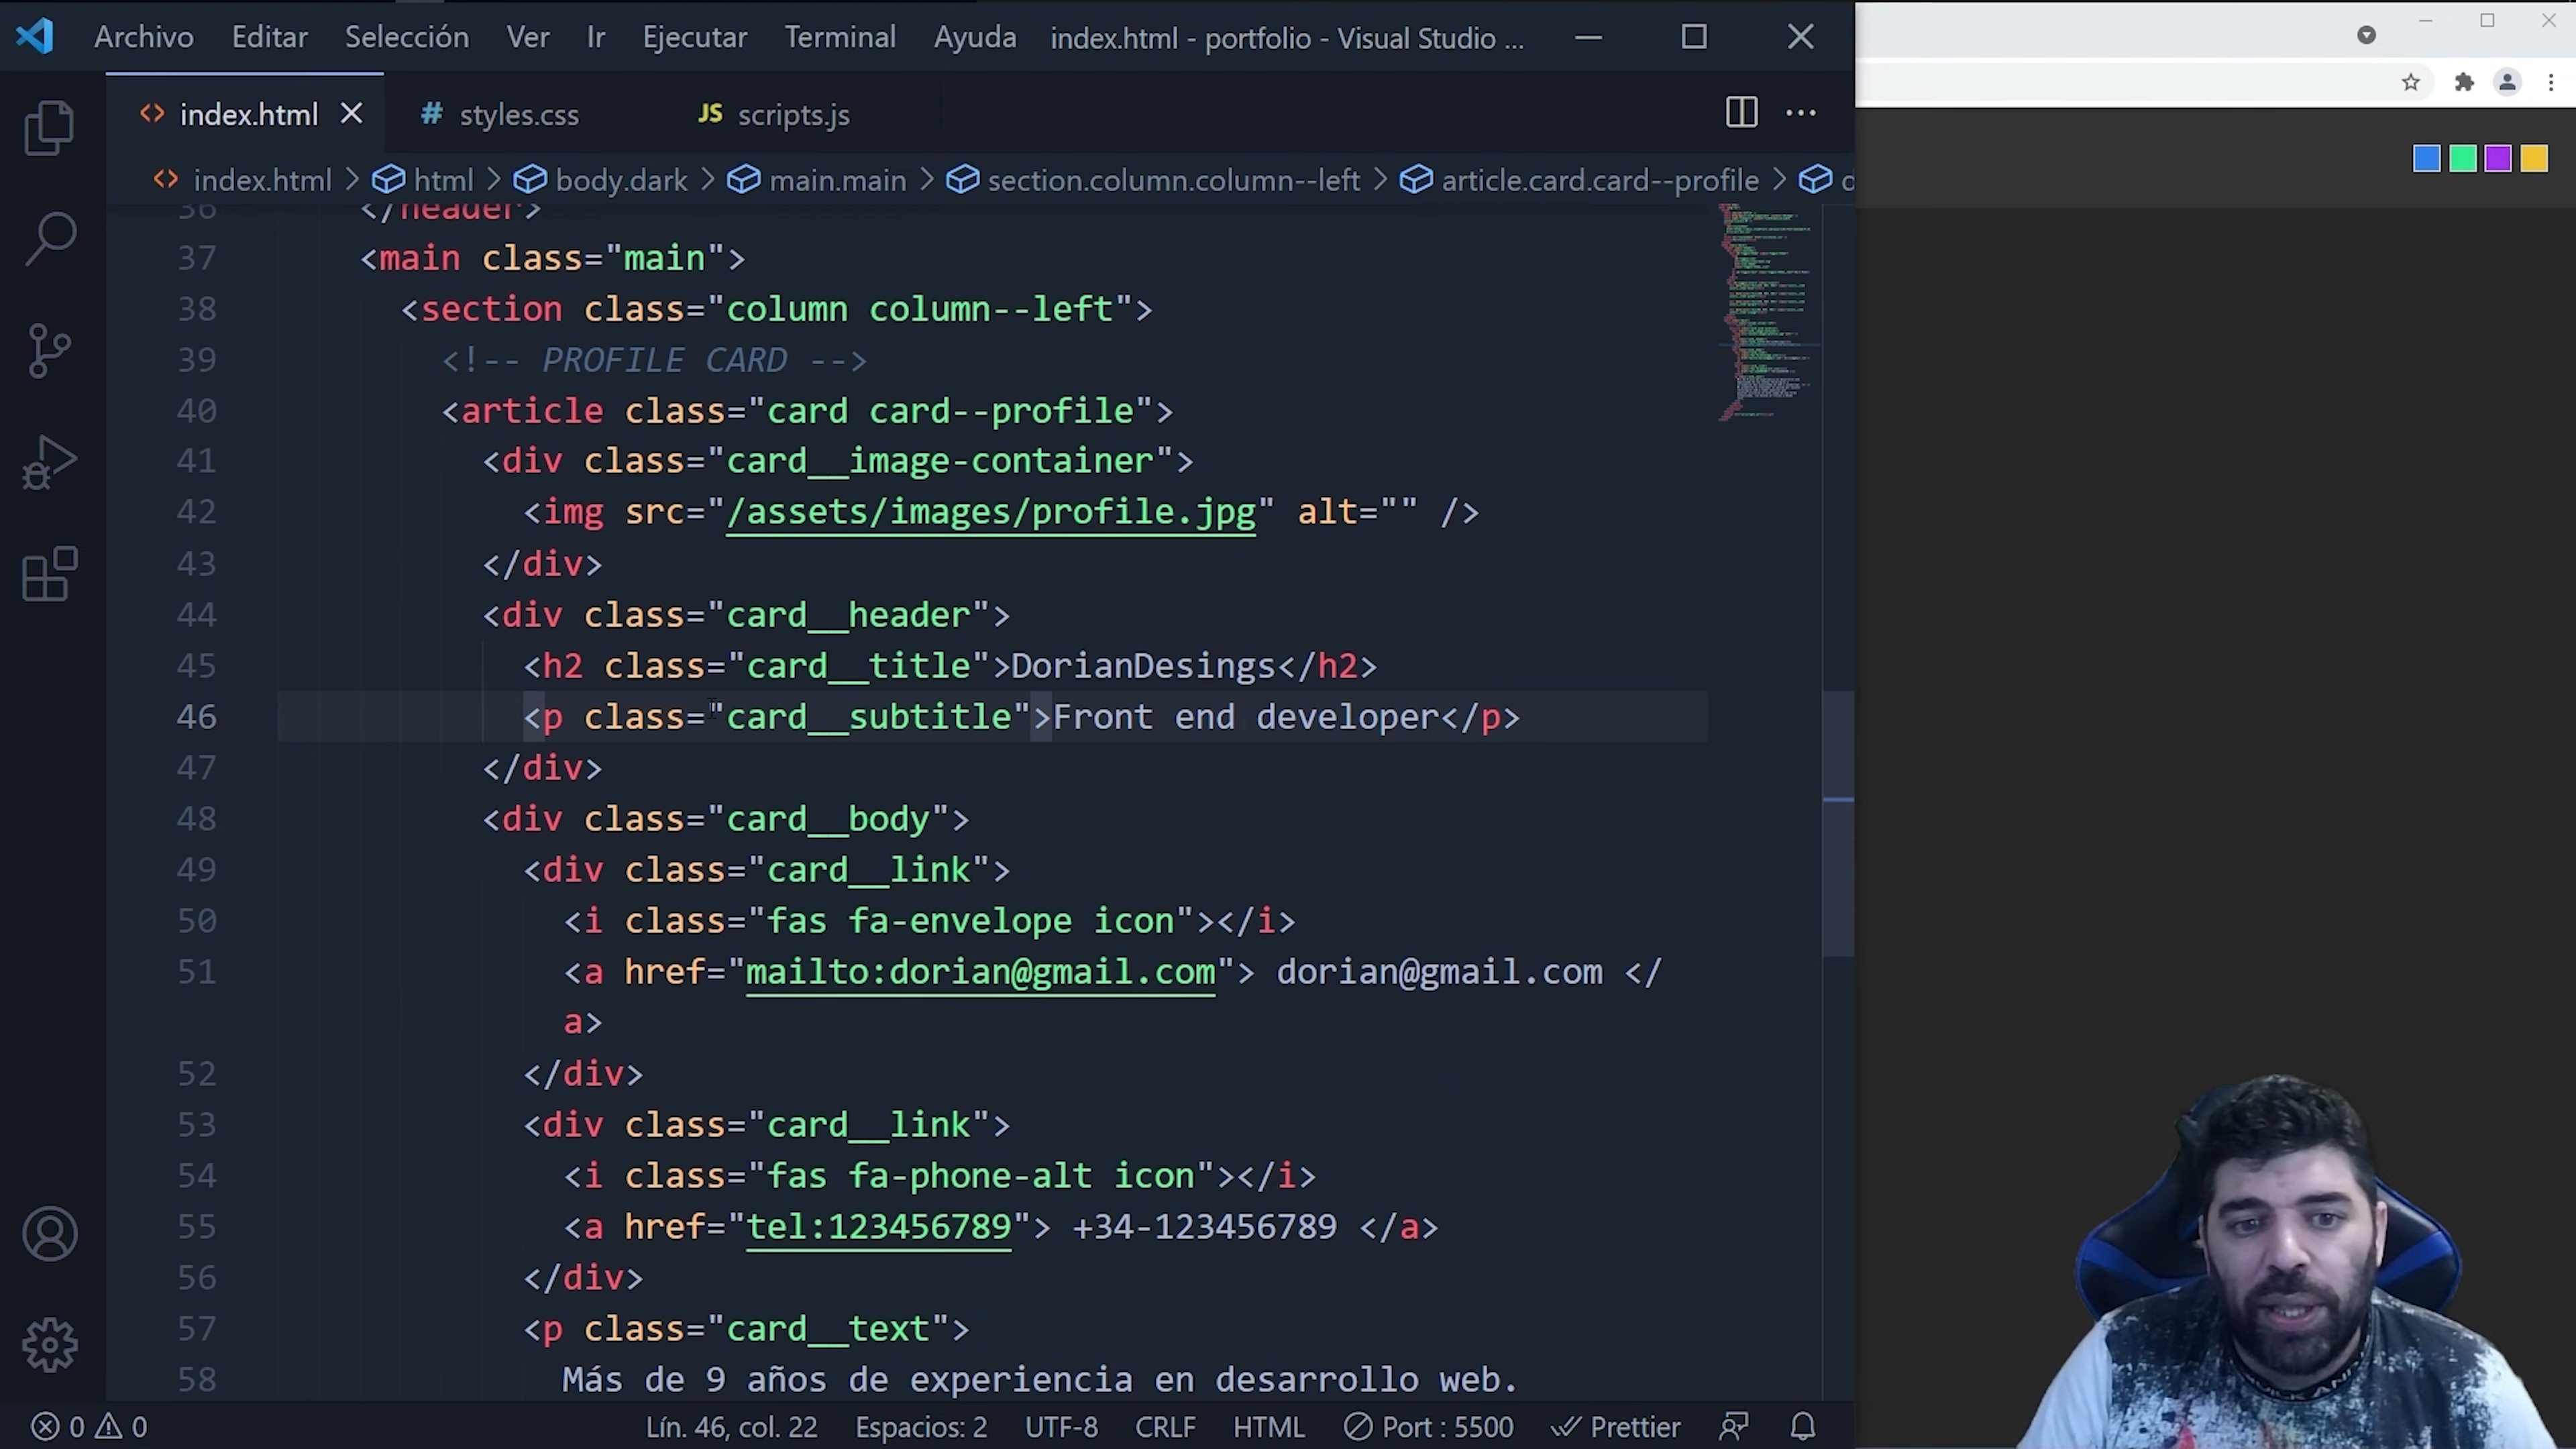 Archivo Editar Selección Ver Ir Ejecutar Terminal Ayuda index.html - portfolio - Visual Studio ...
<> index.html # styles.css JS scripts.js ...
<> index.html > html > body.dark > main.main > section.column.column--left > article.card.card--profile > d
36 </header>
37 <main class="main">
38 <section class="column column--left">
39 <!-- PROFILE CARD -->
40 <article class="card card--profile">
41 <div class="card__image-container">
42 <img src="/assets/images/profile.jpg" alt="" />
43 </div>
44 <div class="card__header">
45 <h2 class="card__title">DorianDesings</h2>
46 <p class="card__subtitle">Front end developer</p>
47 </div>
48 <div class="card__body">
49 <div class="card__link">
50 <i class="fas fa-envelope icon"></i>
51 <a href="mailto:dorian@gmail.com"> dorian@gmail.com </
a>
52 </div>
53 <div class="card__link">
54 <i class="fas fa-phone-alt icon"></i>
55 <a href="tel:123456789"> +34-123456789 </a>
56 </div>
57 <p class="card__text">
58 Más de 9 años de experiencia en desarrollo web.
0 0 Lín. 46, col. 22 Espacios: 2 UTF-8 CRLF HTML Port : 5500 Prettier